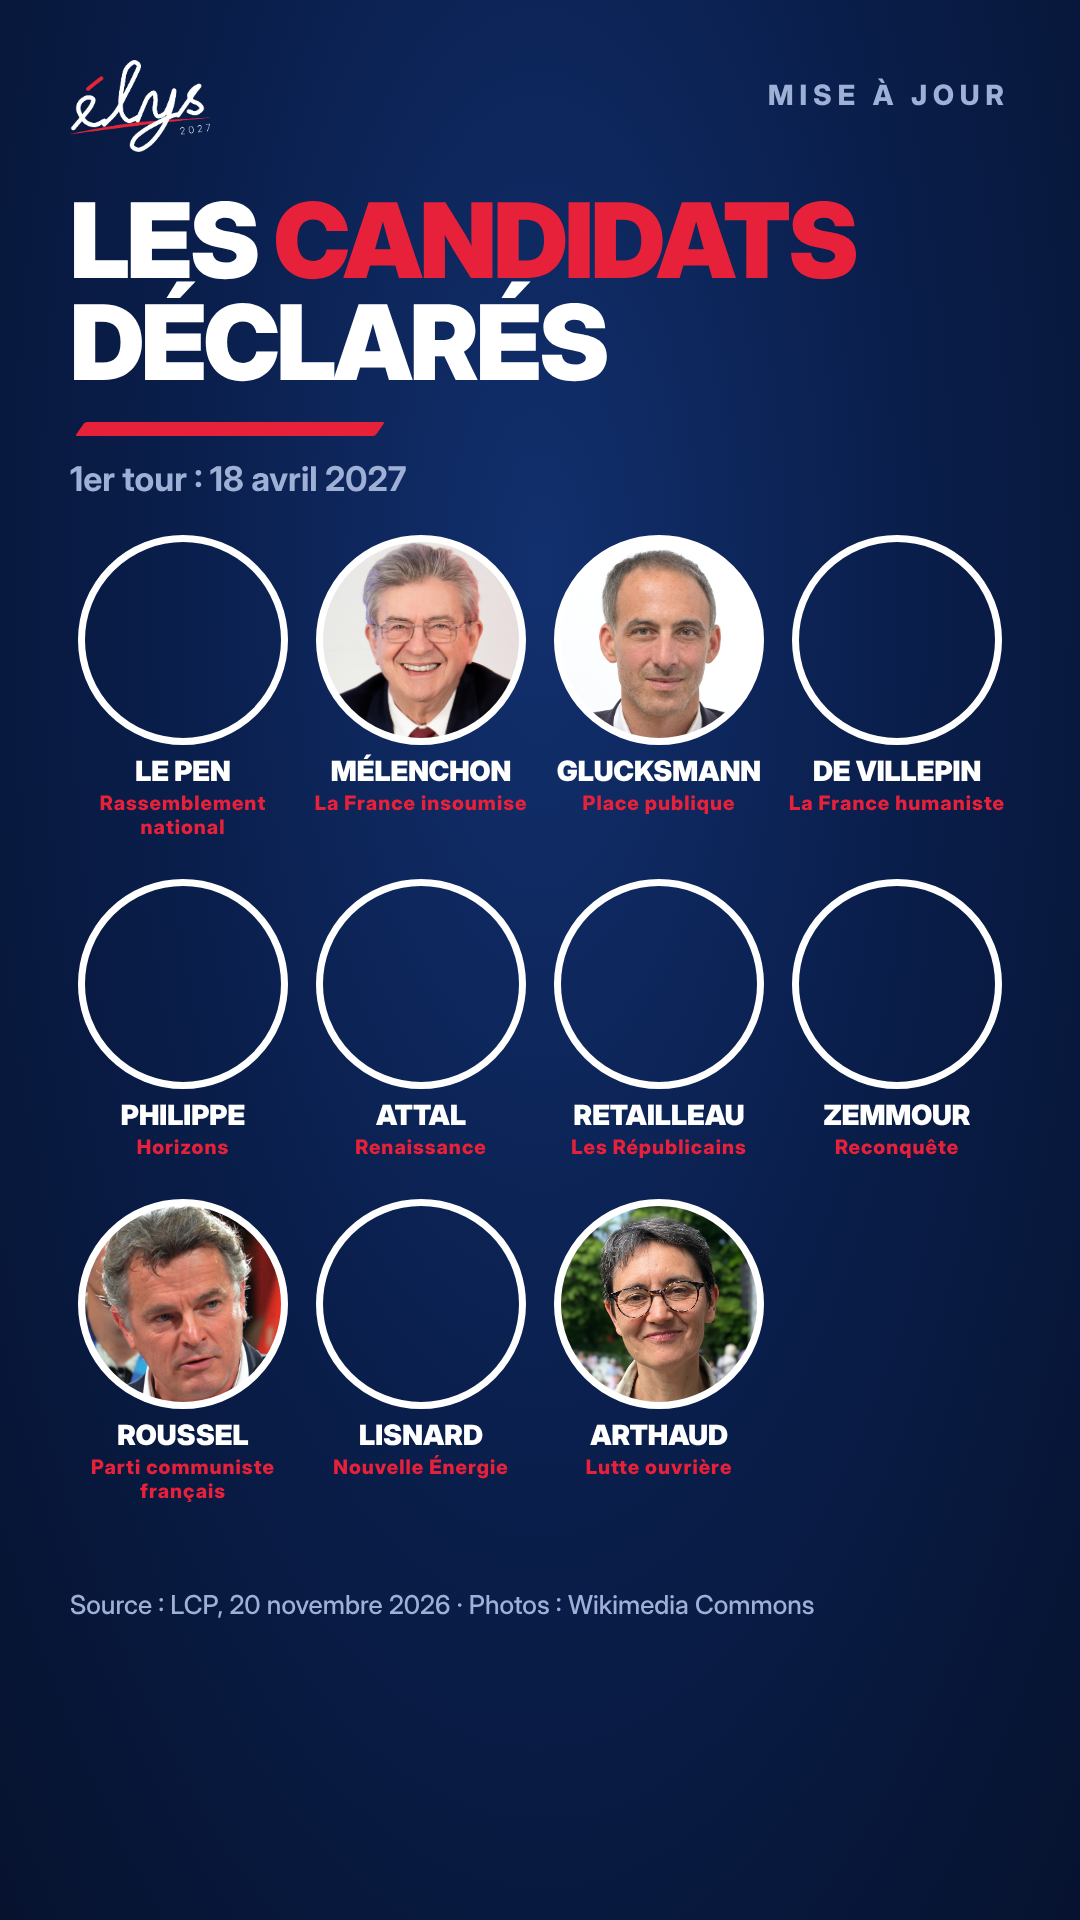 élys
2027
MISE À JOUR
LES CANDIDATS
DÉCLARÉS
1er tour : 18 avril 2027
LE PEN
Rassemblement
national
MÉLENCHON
La France insoumise
GLUCKSMANN
Place publique
DE VILLEPIN
La France humaniste
PHILIPPE
Horizons
ATTAL
Renaissance
RETAILLEAU
Les Républicains
ZEMMOUR
Reconquête
ROUSSEL
Parti communiste
français
LISNARD
Nouvelle Énergie
ARTHAUD
Lutte ouvrière
Source : LCP, 20 novembre 2026 · Photos : Wikimedia Commons